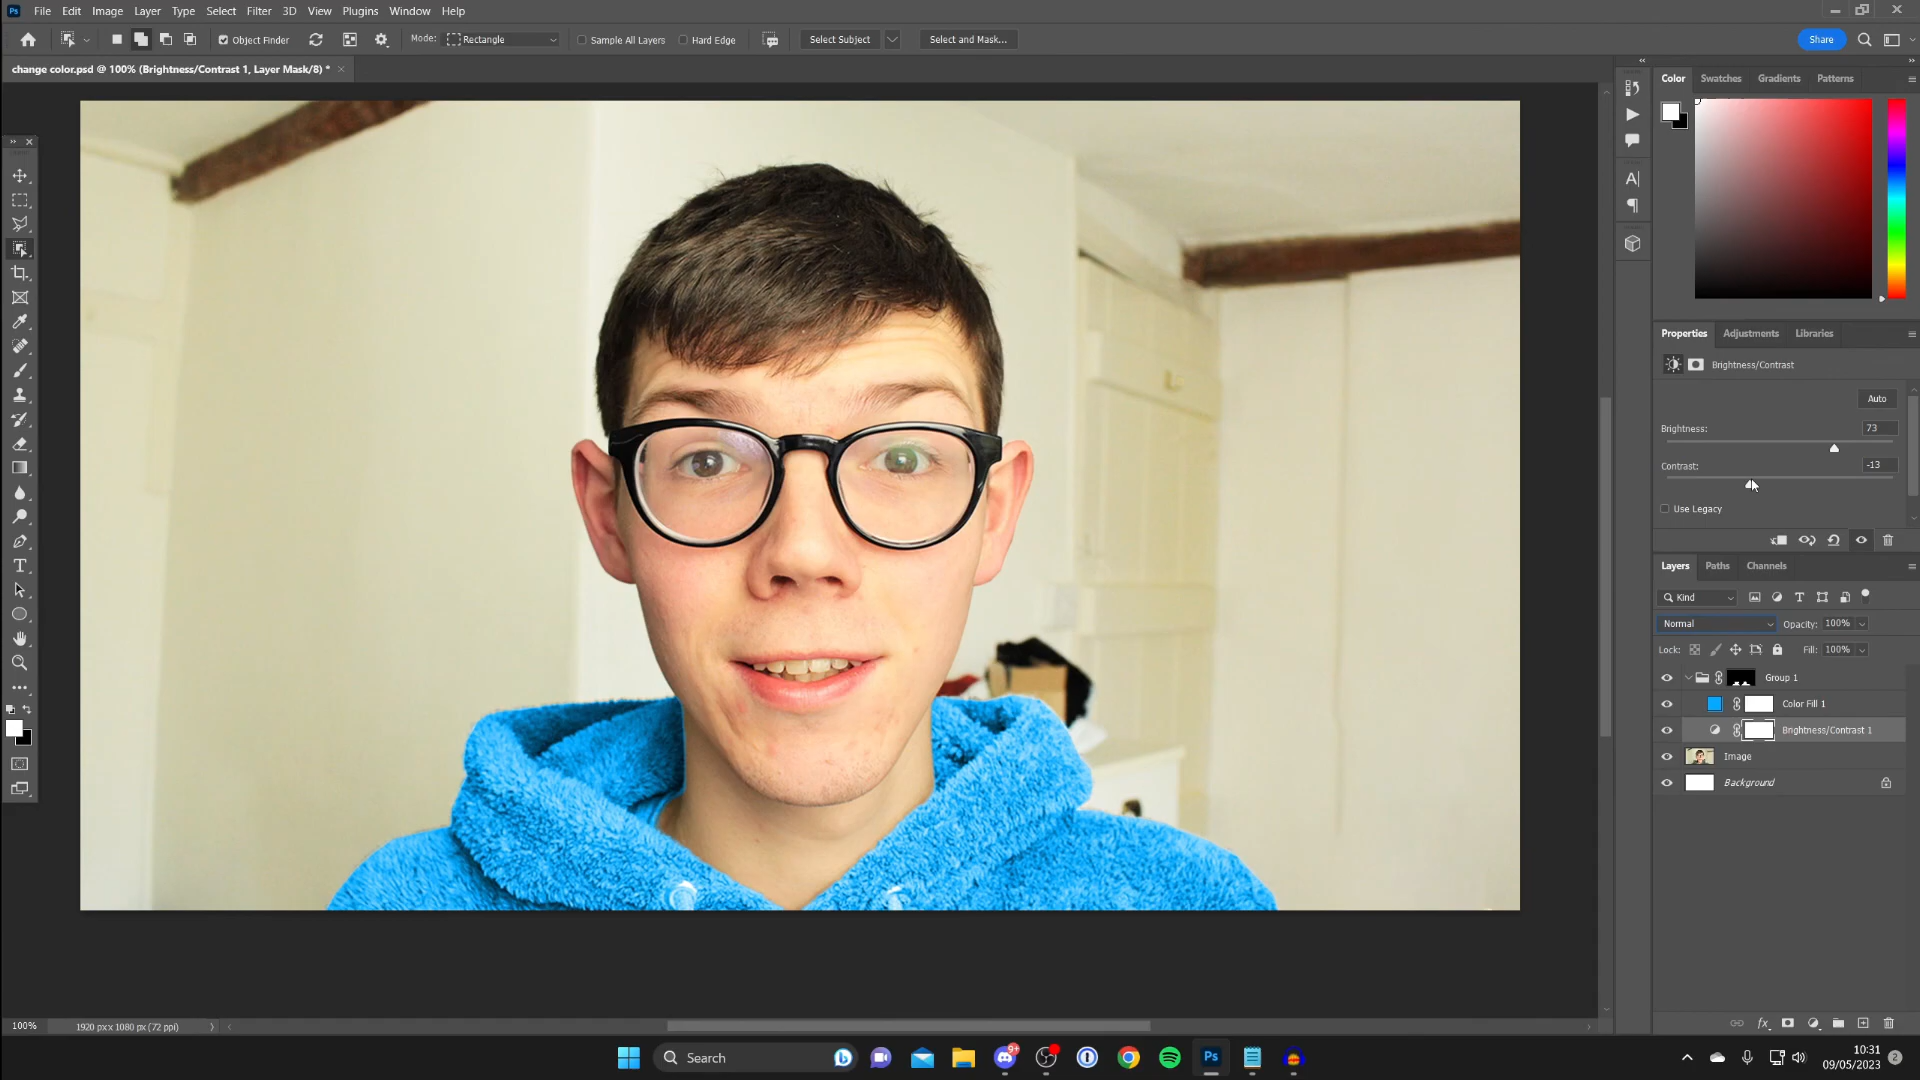 Ps File Edit Image Layer Type Select Filter 3D View Plugins Window Help
Object Finder Mode: Rectangle Sample All Layers Hard Edge Select Subject Select and Mask... Share
change color.psd @ 100% (Brightness/Contrast 1, Layer Mask/8) *
Color Swatches Gradients Patterns
Properties Adjustments Libraries
Brightness/Contrast
Auto
Brightness: 73
Contrast: -13
Use Legacy
Layers Paths Channels
Kind
Normal Opacity: 100%
Lock: Fill: 100%
Group 1
Color Fill 1
Brightness/Contrast 1
Image
Background
100% 1920 px x 1080 px (72 ppi)
Search
9+
Ps
10:31
09/05/2023
2